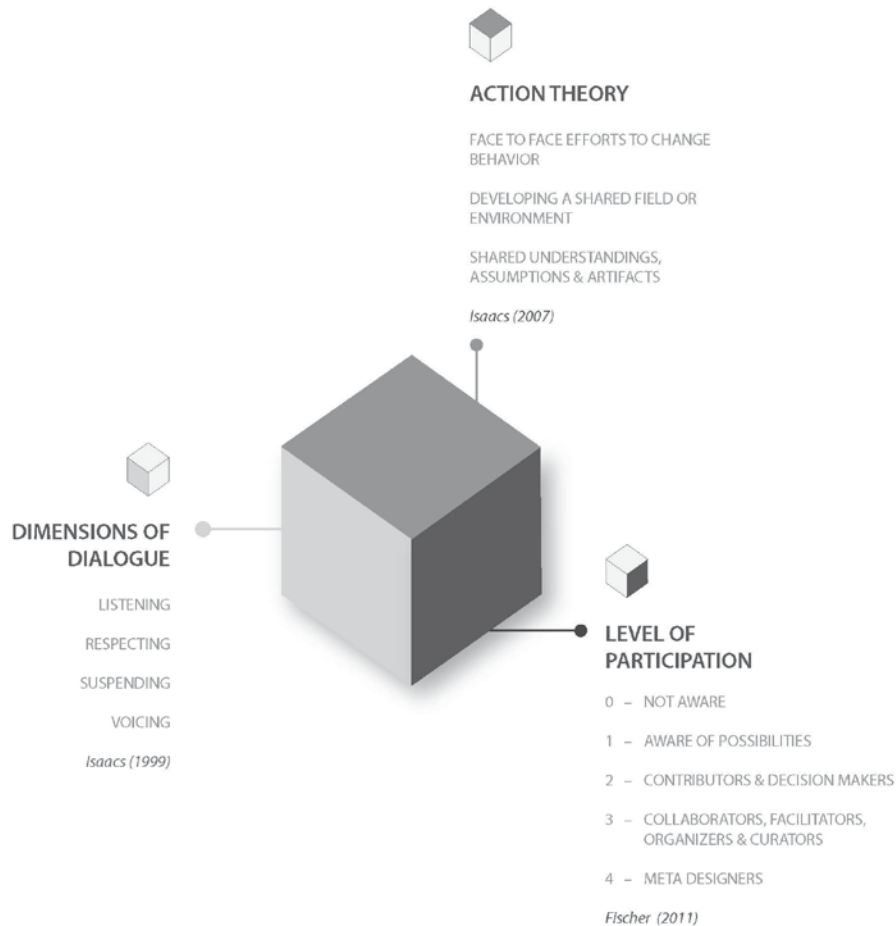 ACTION THEORY
FACE TO FACE EFFORTS TO CHANGE
BEHAVIOR
DEVELOPING A SHARED FIELD OR
ENVIRONMENT
SHARED UNDERSTANDINGS,
ASSUMPTIONS & ARTIFACTS
Isaacs (2007)
DIMENSIONS OF
DIALOGUE
LISTENING
RESPECTING
SUSPENDING
VOICING
Isaacs (1999)
LEVEL OF
PARTICIPATION
0 – NOT AWARE
1 – AWARE OF POSSIBILITIES
2 – CONTRIBUTORS & DECISION MAKERS
3 – COLLABORATORS, FACILITATORS,
ORGANIZERS & CURATORS
4 – META DESIGNERS
Fischer (2011)